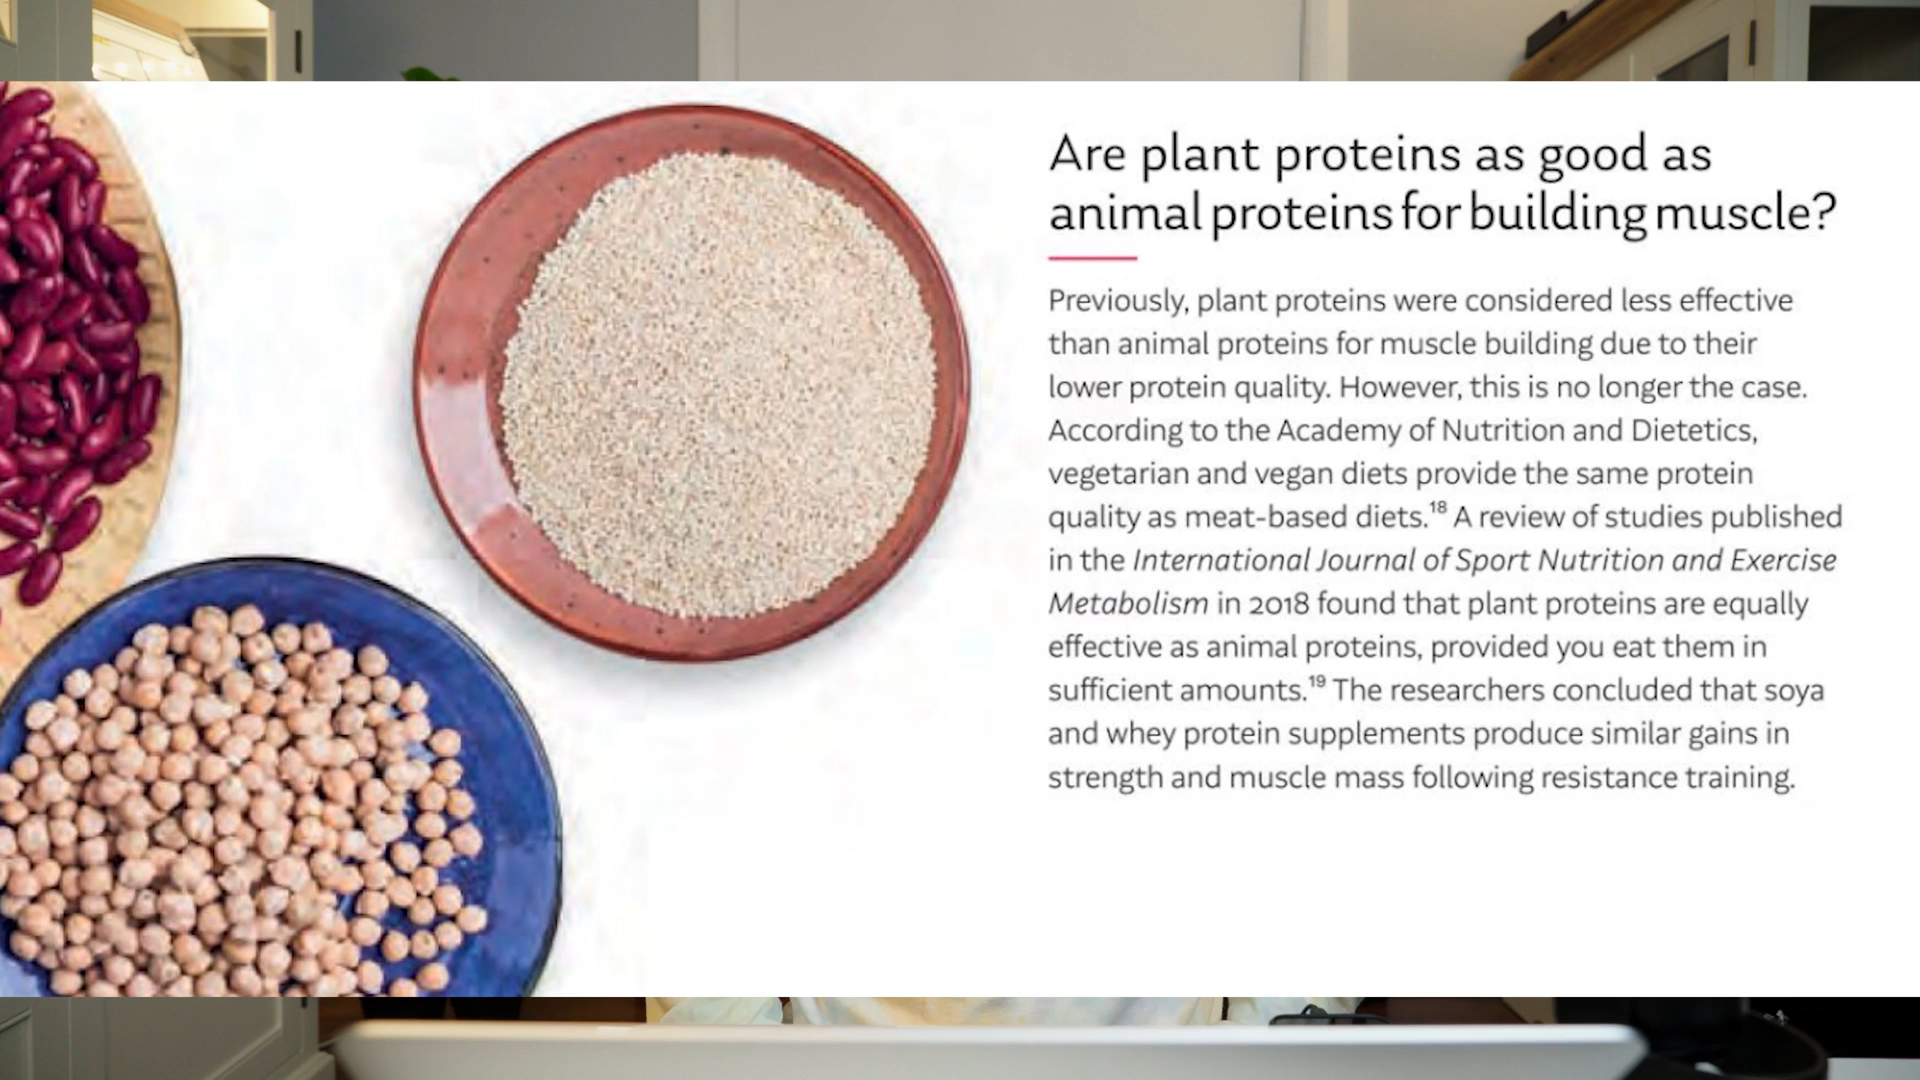 Are plant proteins as good as
animal proteins for building muscle?
Previously, plant proteins were considered less effective
than animal proteins for muscle building due to their
lower protein quality. However, this is no longer the case.
According to the Academy of Nutrition and Dietetics,
vegetarian and vegan diets provide the same protein
quality as meat-based diets.¹⁸ A review of studies published
in the International Journal of Sport Nutrition and Exercise
Metabolism in 2018 found that plant proteins are equally
effective as animal proteins, provided you eat them in
sufficient amounts.¹⁹ The researchers concluded that soya
and whey protein supplements produce similar gains in
strength and muscle mass following resistance training.